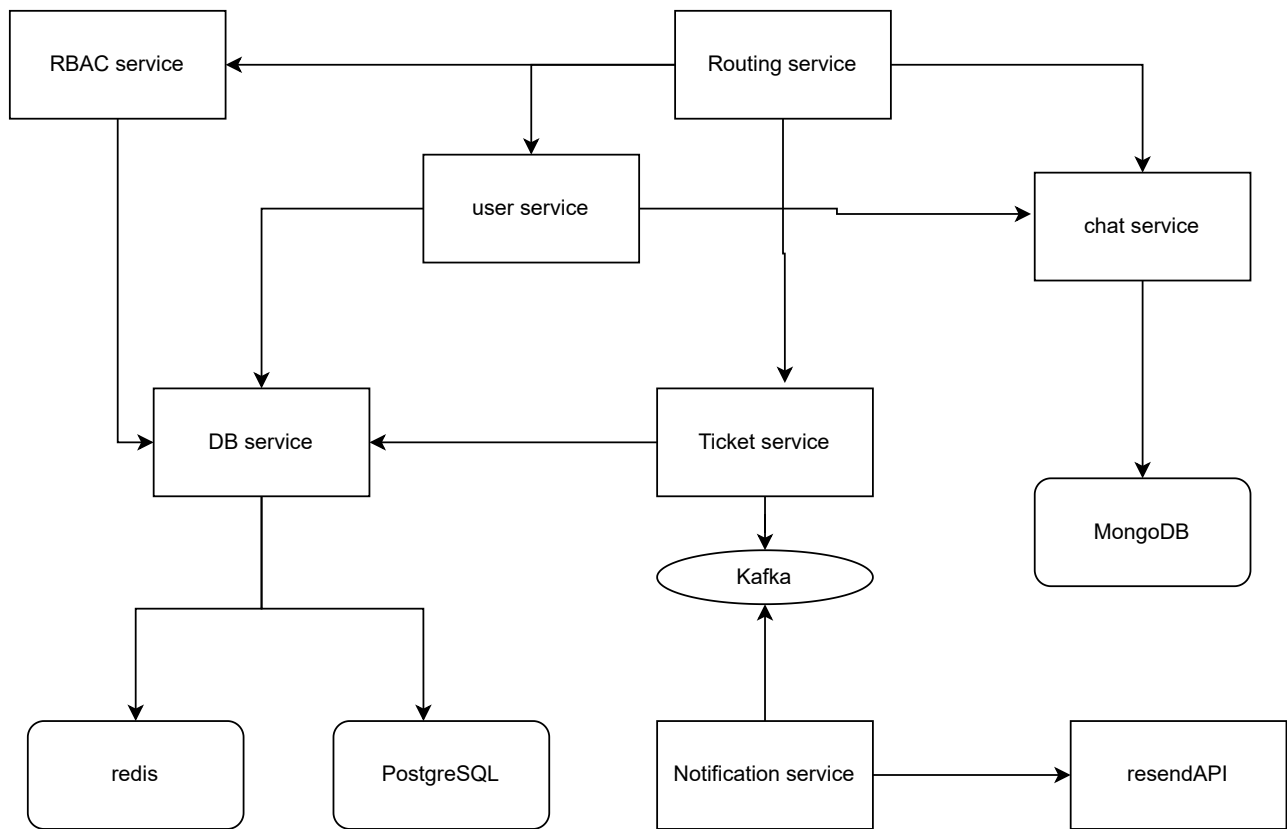 RBAC service
Routing service
user service
chat service
DB service
Ticket service
MongoDB
Kafka
redis
PostgreSQL
Notification service
resendAPI